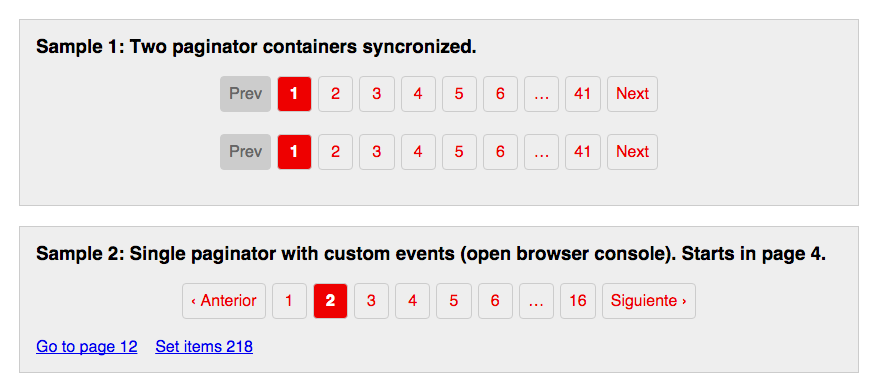 Sample 1: Two paginator containers syncronized.
Prev 1 2 3 4 5 6 ... 41 Next
Prev 1 2 3 4 5 6 ... 41 Next
Sample 2: Single paginator with custom events (open browser console). Starts in page 4.
‹ Anterior 1 2 3 4 5 6 ... 16 Siguiente ›
Go to page 12 Set items 218